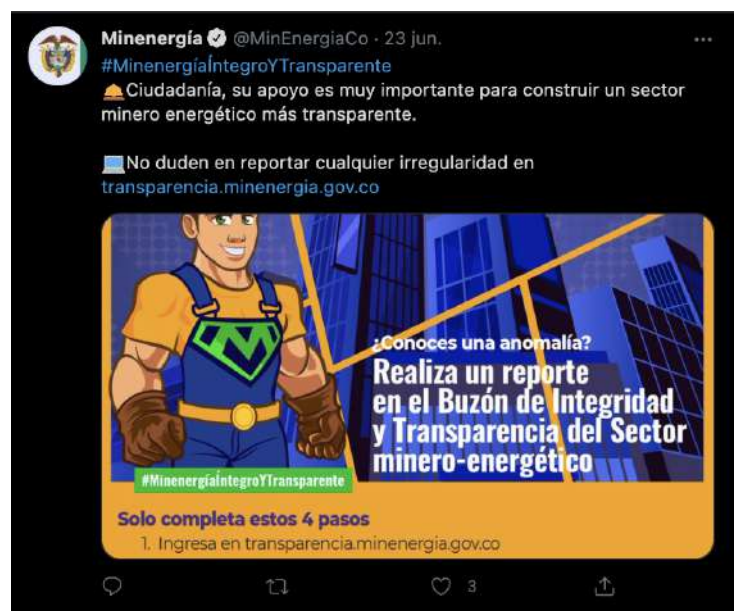 Minenergía @MinEnergiaCo · 23 jun.
#MinenergíaÍntegroYTransparente
Ciudadanía, su apoyo es muy importante para construir un sector
minero energético más transparente.
No duden en reportar cualquier irregularidad en
transparencia.minenergia.gov.co
¿Conoces una anomalía?
Realiza un reporte
en el Buzón de Integridad
y Transparencia del Sector
minero-energético
#MinenergíaÍntegroYTransparente
Solo completa estos 4 pasos
1. Ingresa en transparencia.minenergia.gov.co
3